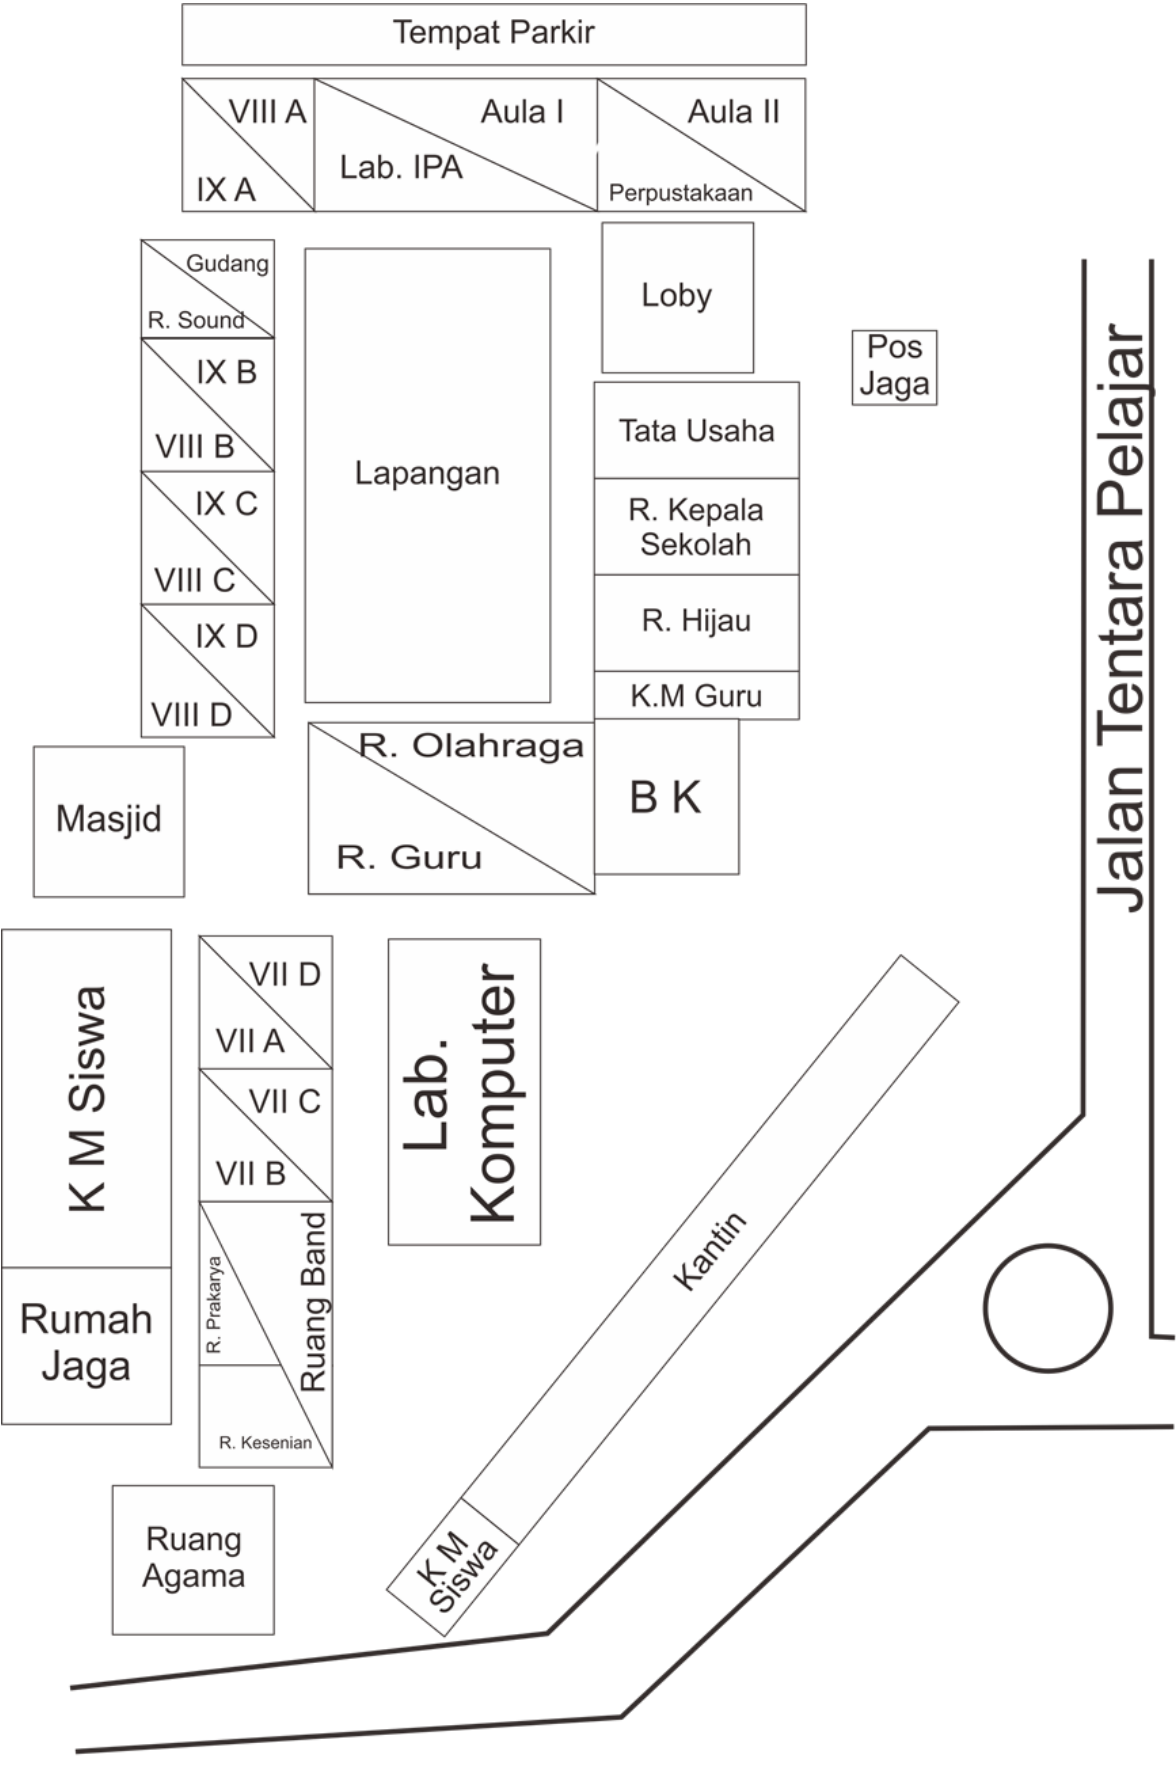 Tempat Parkir
VIII A
IX A
Aula I
Lab. IPA
Aula II
Perpustakaan
Gudang
R. Sound
IX B
VIII B
IX C
VIII C
IX D
VIII D
Lapangan
Loby
Pos
Jaga
Tata Usaha
R. Kepala
Sekolah
R. Hijau
K.M Guru
B K
R. Olahraga
R. Guru
Masjid
Jalan Tentara Pelajar
K M Siswa
Rumah
Jaga
VII D
VII A
VII C
VII B
R. Prakarya
Ruang Band
R. Kesenian
Lab.
Komputer
Kantin
K M
Siswa
Ruang
Agama